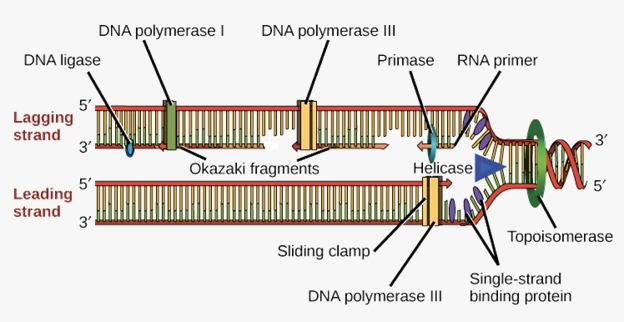 DNA polymerase I
DNA polymerase III
DNA ligase
Primase
RNA primer
5′
Lagging
strand
3′
3′
Okazaki fragments
Helicase
5′
5′
Leading
strand
3′
Topoisomerase
Sliding clamp
Single-strand
binding protein
DNA polymerase III